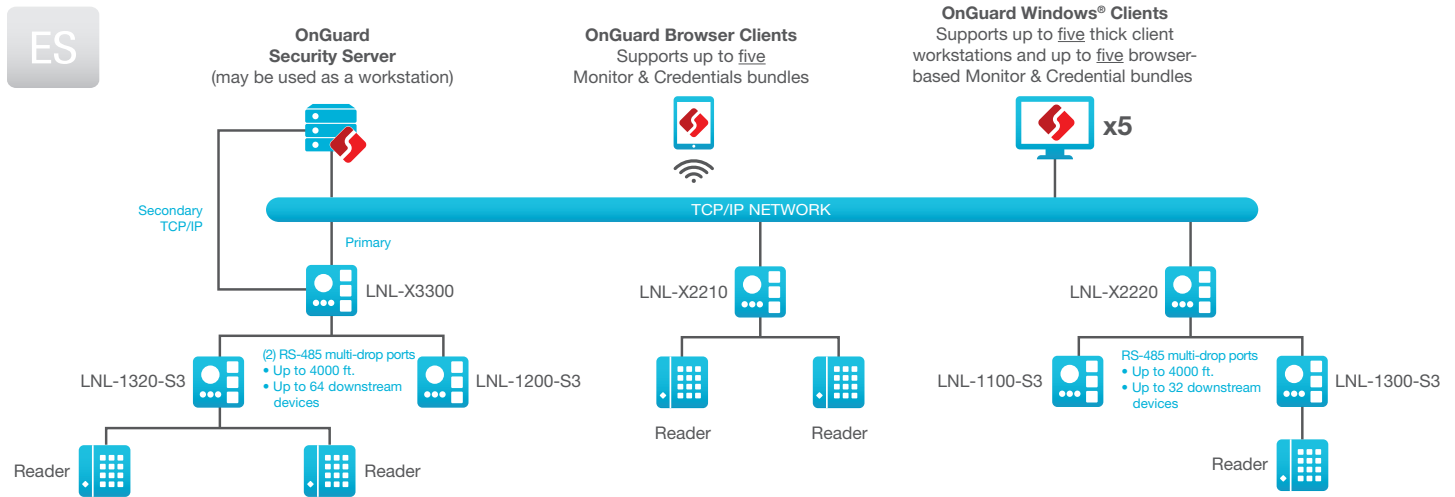 ES
OnGuard
Security Server
(may be used as a workstation)
OnGuard Browser Clients
Supports up to five
Monitor & Credentials bundles
OnGuard Windows® Clients
Supports up to five thick client
workstations and up to five browser-
based Monitor & Credential bundles
x5
Secondary
TCP/IP
TCP/IP NETWORK
Primary
LNL-X3300
LNL-X2210
LNL-X2220
LNL-1320-S3
(2) RS-485 multi-drop ports
• Up to 4000 ft.
• Up to 64 downstream
devices
LNL-1200-S3
LNL-1100-S3
RS-485 multi-drop ports
• Up to 4000 ft.
• Up to 32 downstream
devices
LNL-1300-S3
Reader
Reader
Reader
Reader
Reader